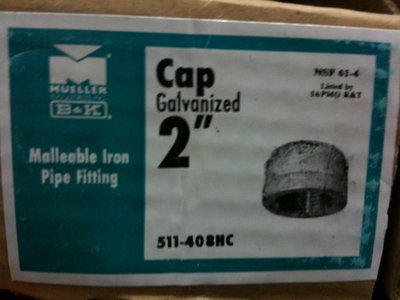 MUELLER
B&K
Malleable Iron
Pipe Fitting
Cap
Galvanized
2"
511-408HC
NSF 61-G
Listed by
IAPMO R&T